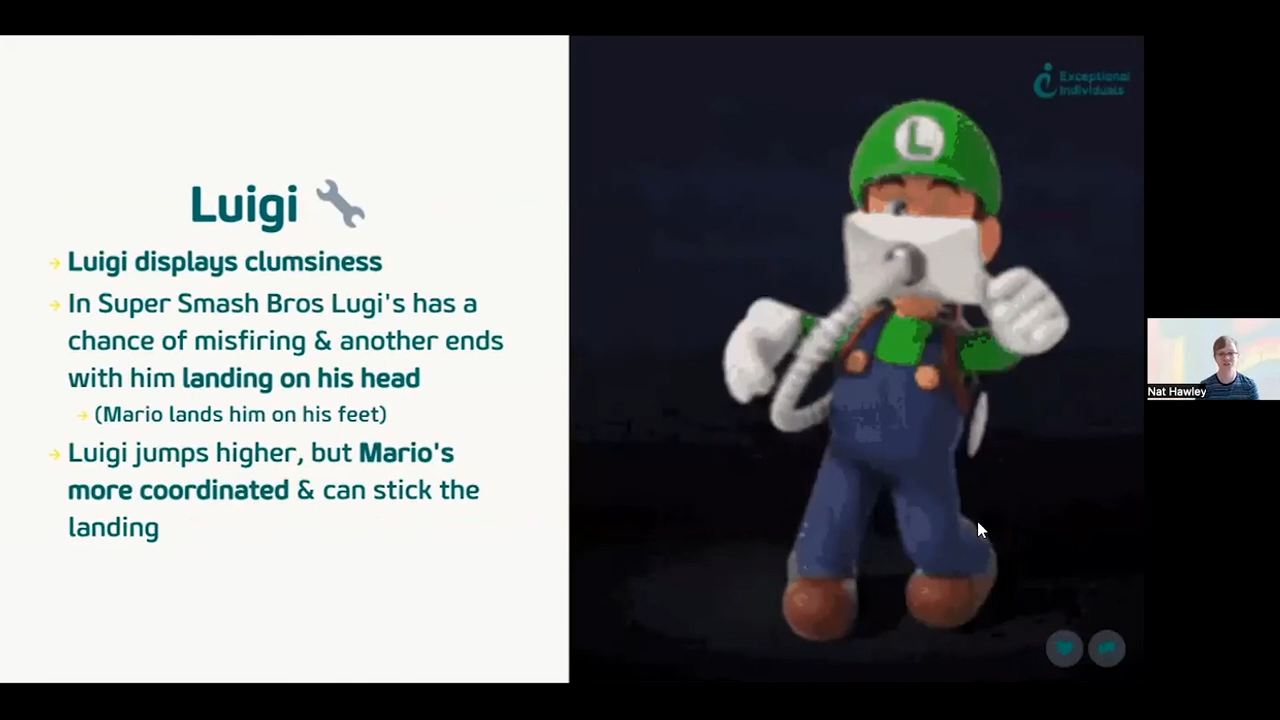 Exceptional
Individuals
L
Luigi
Luigi displays clumsiness
In Super Smash Bros Lugi's has a
chance of misfiring & another ends
with him landing on his head
(Mario lands him on his feet)
Luigi jumps higher, but Mario's
more coordinated & can stick the
landing
Nat Hawley